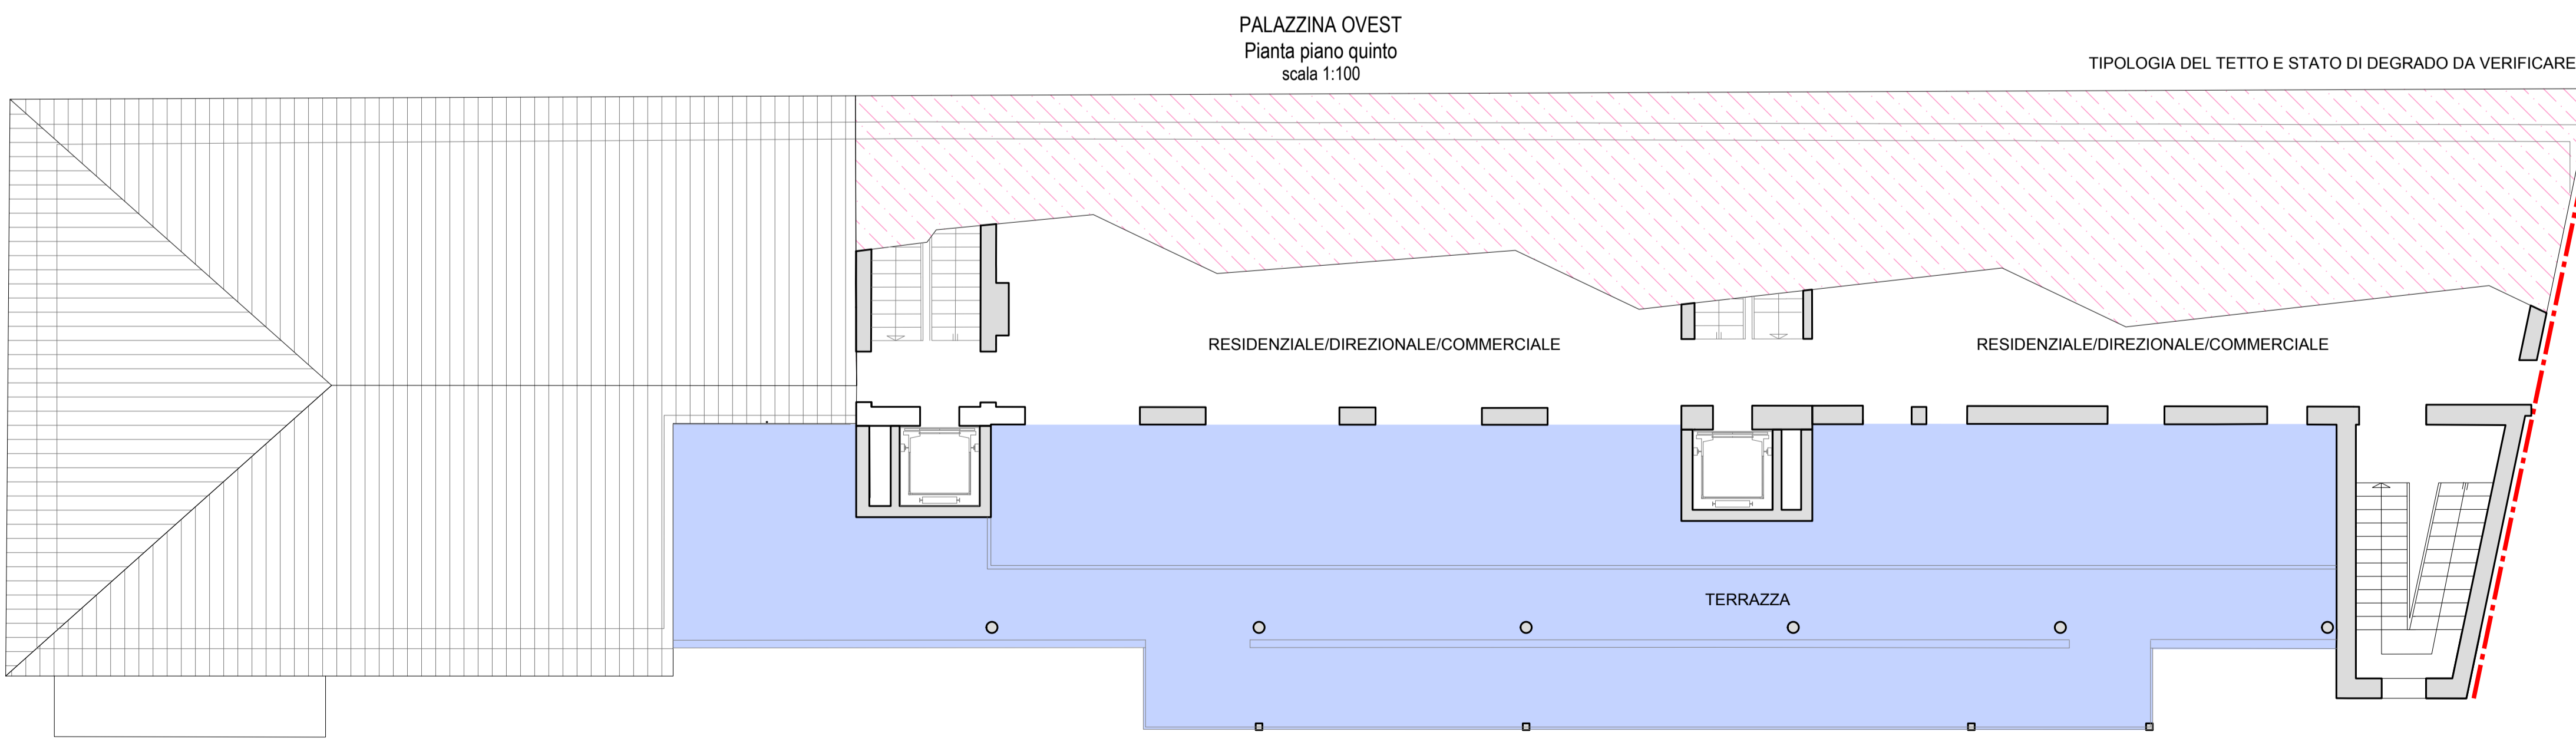 PALAZZINA OVEST
Pianta piano quinto
scala 1:100
TIPOLOGIA DEL TETTO E STATO DI DEGRADO DA VERIFICARE
RESIDENZIALE/DIREZIONALE/COMMERCIALE
RESIDENZIALE/DIREZIONALE/COMMERCIALE
TERRAZZA